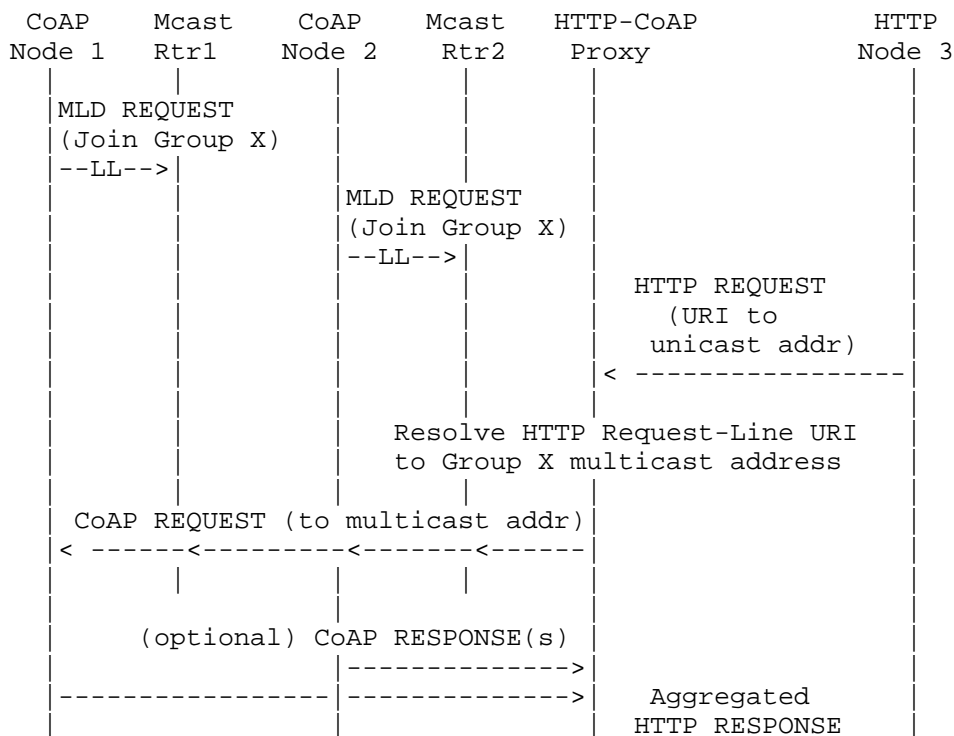 CoAP Mcast CoAP Mcast HTTP-CoAP HTTP
Node 1 Rtr1 Node 2 Rtr2 Proxy Node 3
MLD REQUEST
(Join Group X)
--LL-->
MLD REQUEST
(Join Group X)
--LL-->
HTTP REQUEST
(URI to
unicast addr)
< -----------------
Resolve HTTP Request-Line URI
to Group X multicast address
CoAP REQUEST (to multicast addr)
< ------<---------<-------<------
(optional) CoAP RESPONSE(s)
-------------->
-----------------|--------------> Aggregated
HTTP RESPONSE